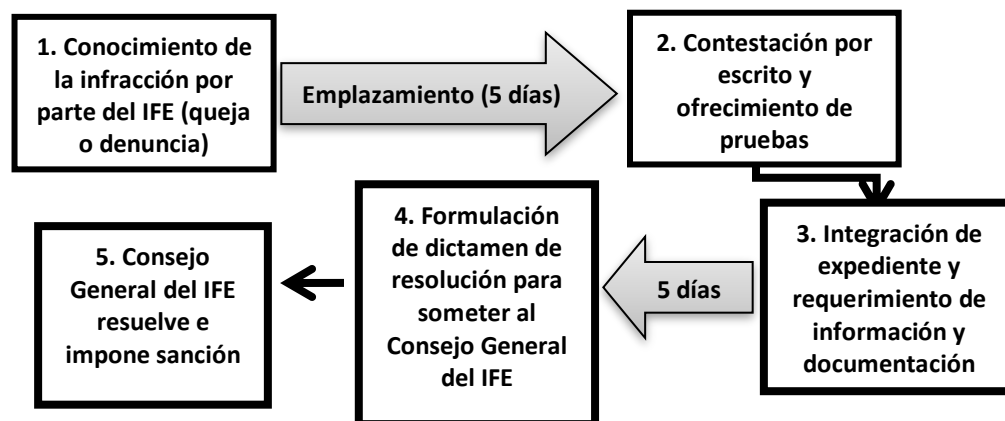 1. Conocimiento de
la infracción por
parte del IFE (queja
o denuncia)
Emplazamiento (5 días)
2. Contestación por
escrito y
ofrecimiento de
pruebas
3. Integración de
expediente y
requerimiento de
información y
documentación
5 días
4. Formulación
de dictamen de
resolución para
someter al
Consejo General
del IFE
5. Consejo
General del IFE
resuelve e
impone sanción